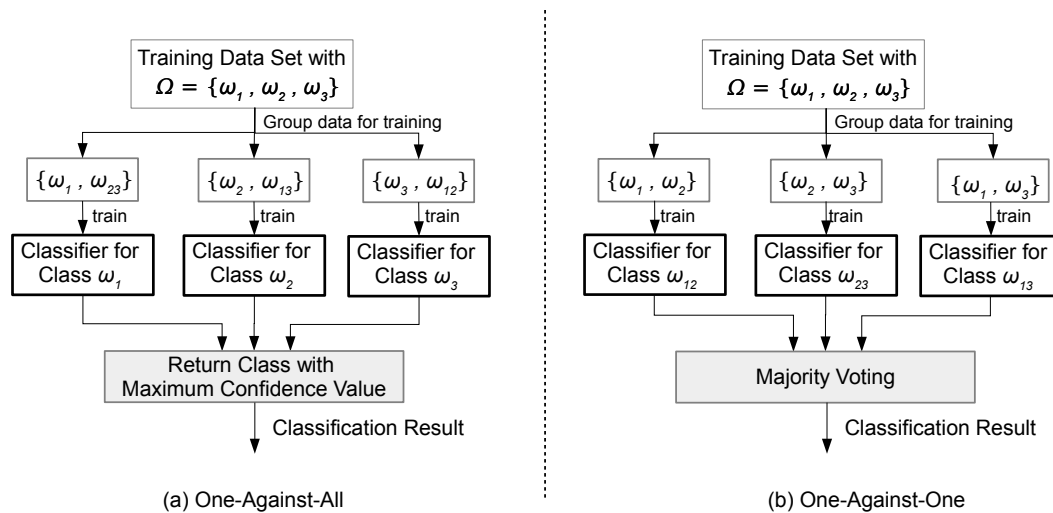 Training Data Set with
Ω = {ω1 , ω2 , ω3}
Group data for training
{ω1 , ω23}
{ω2 , ω13}
{ω3 , ω12}
train
train
train
Classifier for
Class ω1
Classifier for
Class ω2
Classifier for
Class ω3
Return Class with
Maximum Confidence Value
Classification Result
(a) One-Against-All
Training Data Set with
Ω = {ω1 , ω2 , ω3}
Group data for training
{ω1 , ω2}
{ω2 , ω3}
{ω1 , ω3}
train
train
train
Classifier for
Class ω12
Classifier for
Class ω23
Classifier for
Class ω13
Majority Voting
Classification Result
(b) One-Against-One